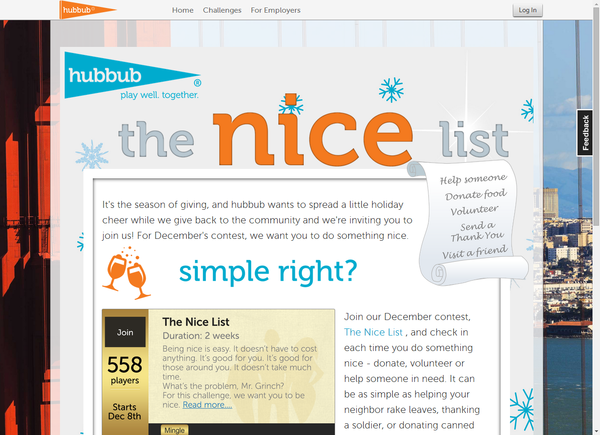 hubbub®
Home
Challenges
For Employers
Log In
hubbub®
play well. together.
the nice list
Feedback
Help someone
Donate food
Volunteer
Send a
Thank You
Visit a friend
It's the season of giving, and hubbub wants to spread a little holiday
cheer while we give back to the community and we're inviting you to
join us! For December's contest, we want you to do something nice.
simple right?
Join
558
players
Starts
Dec 8th
The Nice List
Duration: 2 weeks
Being nice is easy. It doesn't have to cost
anything. It's good for you. It's good for
those around you. It doesn't take much
time.
What's the problem, Mr. Grinch?
For this challenge, we want you to be
nice. Read more....
Mingle
Join our December contest,
The Nice List , and check in
each time you do something
nice - donate, volunteer or
help someone in need. It can
be as simple as helping your
neighbor rake leaves, thanking
a soldier, or donating canned